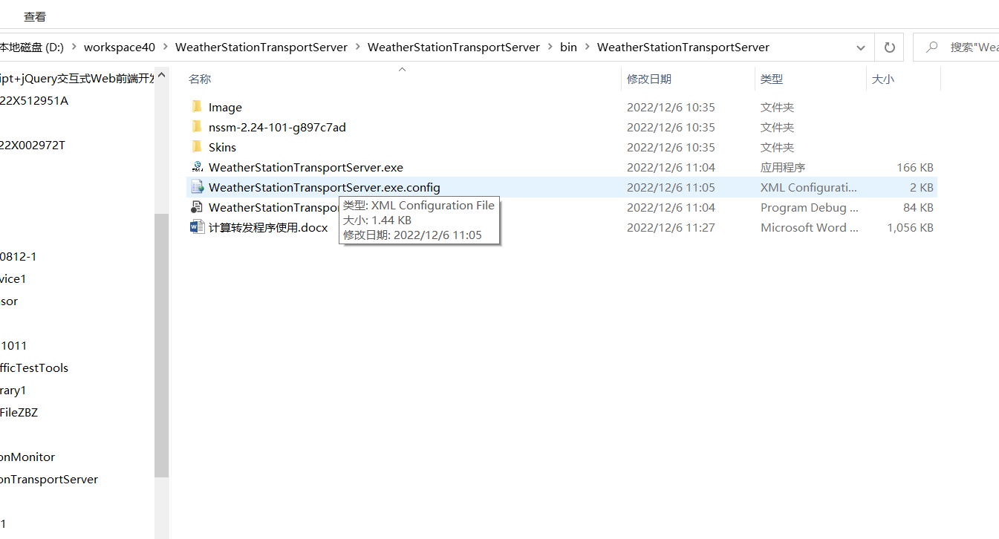 查看
本地磁盘 (D:) > workspace40 > WeatherStationTransportServer > WeatherStationTransportServer > bin > WeatherStationTransportServer
搜索"Wea
ipt+jQuery交互式Web前端开发
22X512951A
22X002972T
0812-1
vice1
sor
1011
fficTestTools
rary1
FileZBZ
onMonitor
onTransportServer
1
名称 修改日期 类型 大小
Image 2022/12/6 10:35 文件夹
nssm-2.24-101-g897c7ad 2022/12/6 10:35 文件夹
Skins 2022/12/6 10:35 文件夹
WeatherStationTransportServer.exe 2022/12/6 11:04 应用程序 166 KB
WeatherStationTransportServer.exe.config 2022/12/6 11:05 XML Configurati... 2 KB
WeatherStationTranspo 2022/12/6 11:04 Program Debug ... 84 KB
计算转发程序使用.docx 2022/12/6 11:27 Microsoft Word ... 1,056 KB
类型: XML Configuration File
大小: 1.44 KB
修改日期: 2022/12/6 11:05